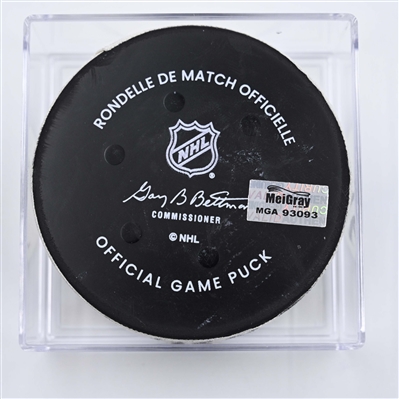 RONDELLE DE MATCH OFFICIELLE
NHL
®
Gary B Bettman
COMMISSIONER
© NHL
OFFICIAL GAME PUCK
MeiGray
MGA 93093